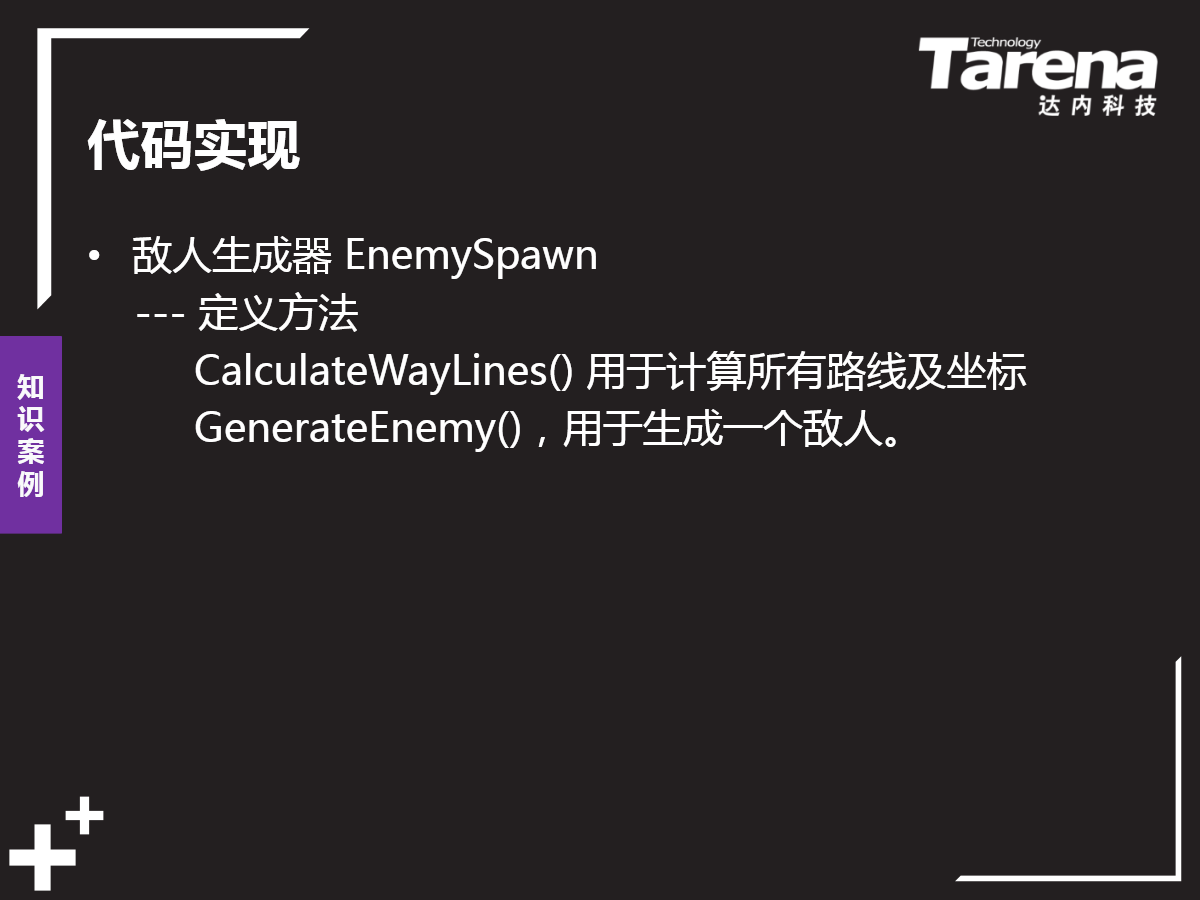 Technology
Tarena
达内科技
代码实现
• 敌人生成器 EnemySpawn
--- 定义方法
CalculateWayLines() 用于计算所有路线及坐标
GenerateEnemy()，用于生成一个敌人。
知识案例